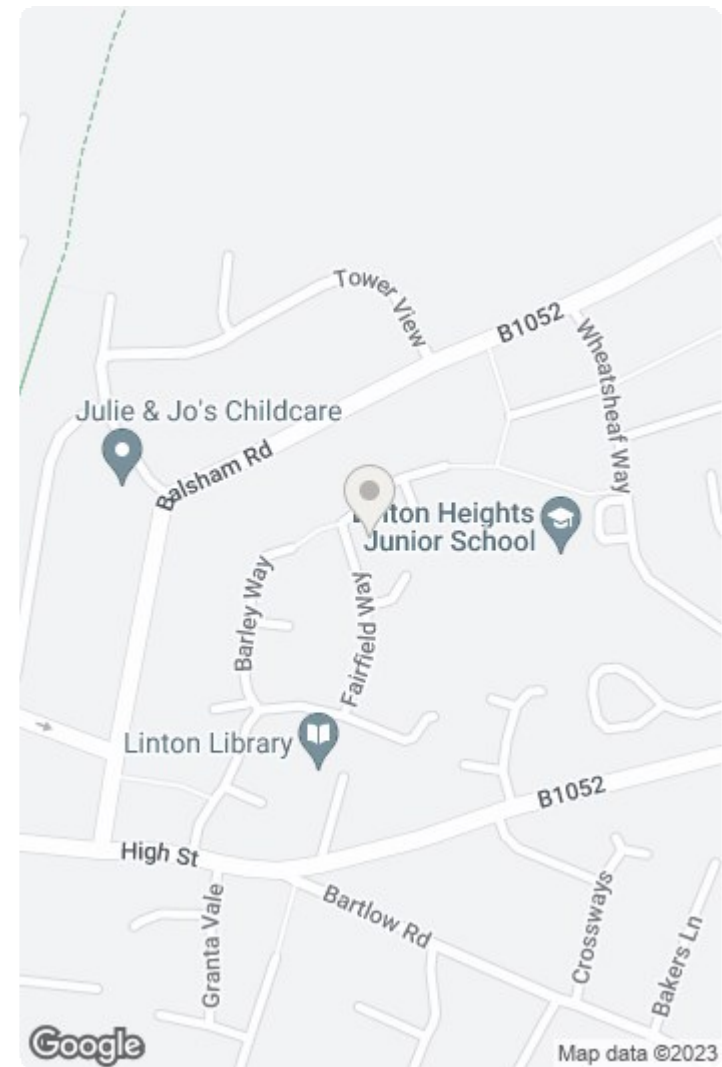 Tower View
B1052
Wheatsheaf Way
Julie & Jo's Childcare
Balsham Rd
Heights
Junior School
Barley Way
Fairfield Way
Linton Library
B1052
High St
Bartlow Rd
Granta Vale
Crossways
Bakers Ln
Google
Map data ©2023